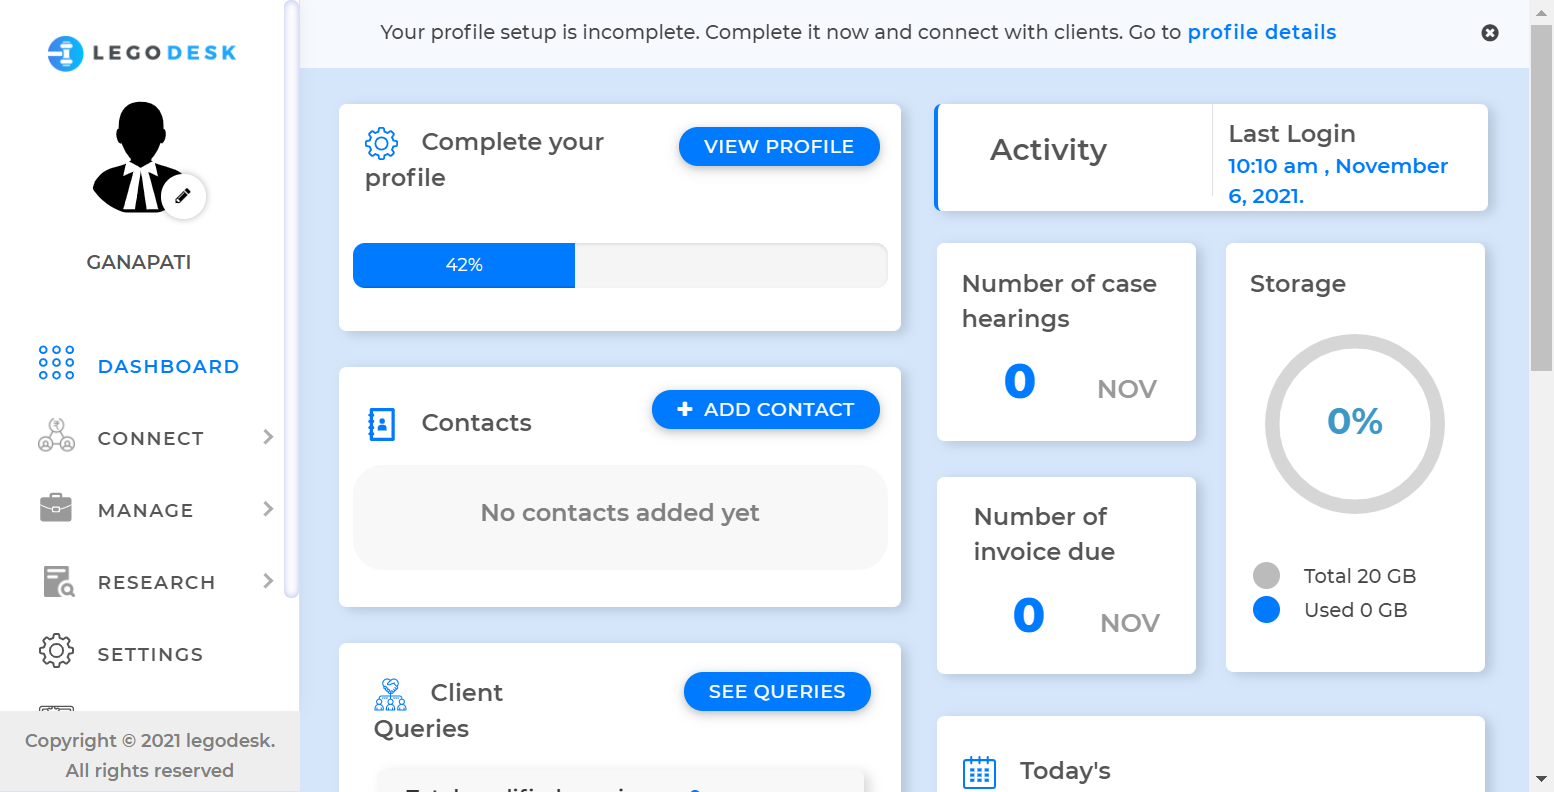 Your profile setup is incomplete. Complete it now and connect with clients. Go to profile details
LEGODESK
GANAPATI
DASHBOARD
CONNECT
MANAGE
RESEARCH
SETTINGS
Copyright © 2021 legodesk.
All rights reserved
Complete your
profile
VIEW PROFILE
42%
Contacts
ADD CONTACT
No contacts added yet
Client
Queries
SEE QUERIES
Activity
Last Login
10:10 am , November
6, 2021.
Number of case
hearings
0 NOV
Number of
invoice due
0 NOV
Storage
0%
Total 20 GB
Used 0 GB
Today's